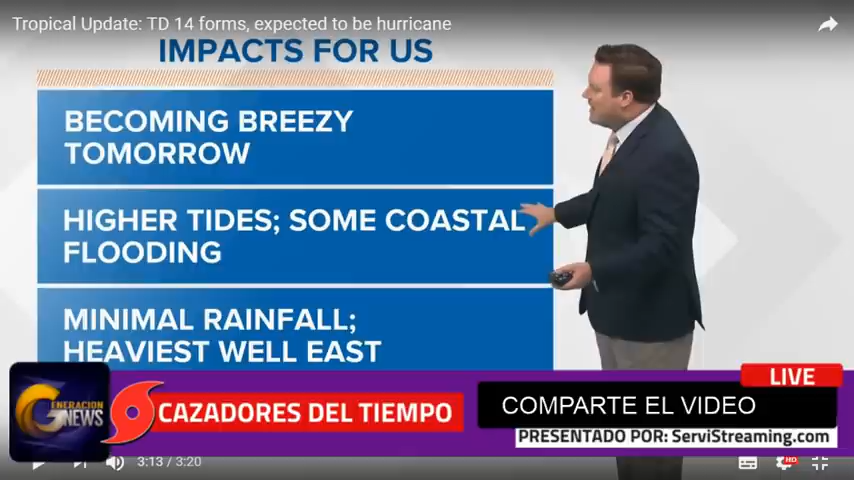 Tropical Update: TD 14 forms, expected to be hurricane
IMPACTS FOR US
BECOMING BREEZY
TOMORROW
HIGHER TIDES; SOME COASTAL
FLOODING
MINIMAL RAINFALL;
HEAVIEST WELL EAST
LIVE
GENERACION
NEWS
CAZADORES DEL TIEMPO
COMPARTE EL VIDEO
PRESENTADO POR: ServiStreaming.com
3:13 / 3:20
HD